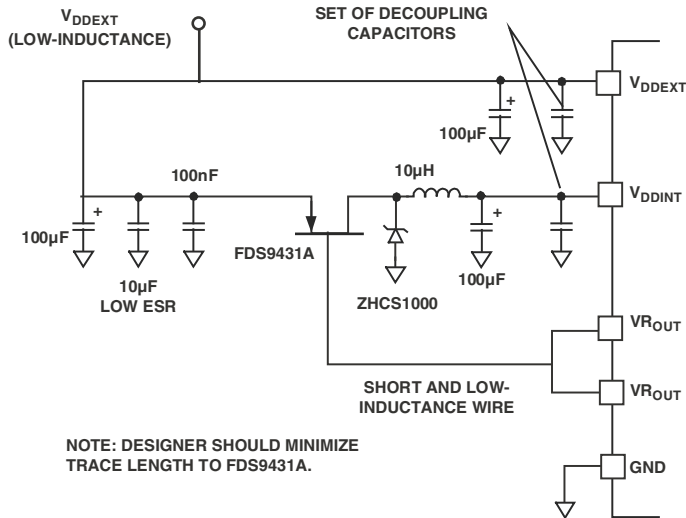 VDDEXT
(LOW-INDUCTANCE)
SET OF DECOUPLING
CAPACITORS
VDDEXT
+
100µF
100nF
10µH
VDDINT
+
100µF
+
FDS9431A
10µF
LOW ESR
100µF
ZHCS1000
VROUT
SHORT AND LOW-
INDUCTANCE WIRE
VROUT
NOTE: DESIGNER SHOULD MINIMIZE
TRACE LENGTH TO FDS9431A.
GND